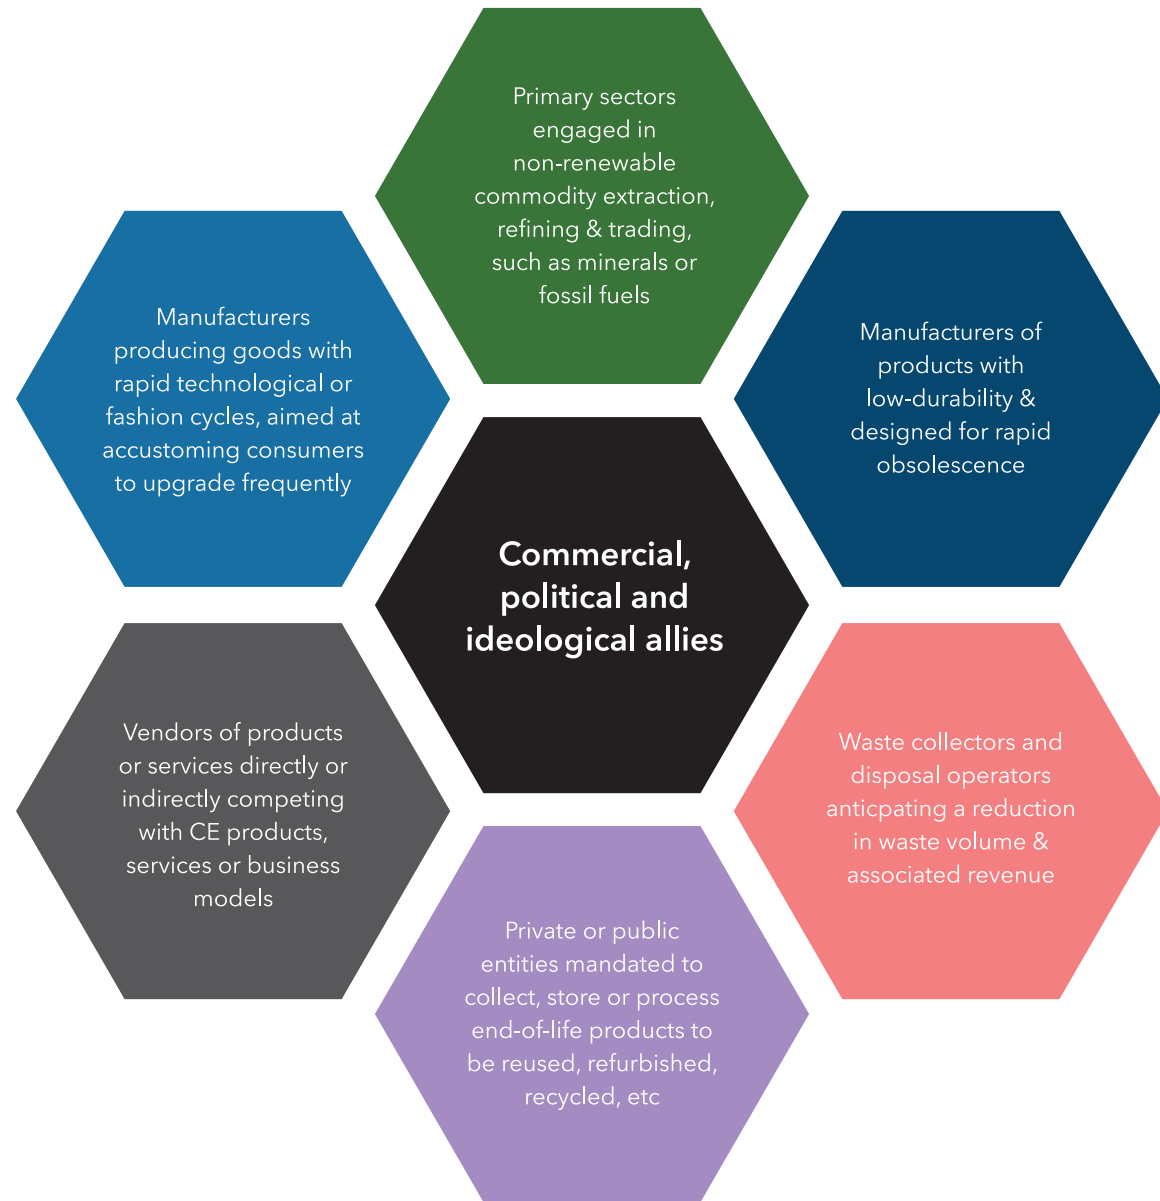 Primary sectors
engaged in
non-renewable
commodity extraction,
refining & trading,
such as minerals or
fossil fuels
Manufacturers
producing goods with
rapid technological or
fashion cycles, aimed at
accustoming consumers
to upgrade frequently
Manufacturers of
products with
low-durability &
designed for rapid
obsolescence
Commercial,
political and
ideological allies
Vendors of products
or services directly or
indirectly competing
with CE products,
services or business
models
Waste collectors and
disposal operators
anticpating a reduction
in waste volume &
associated revenue
Private or public
entities mandated to
collect, store or process
end-of-life products to
be reused, refurbished,
recycled, etc